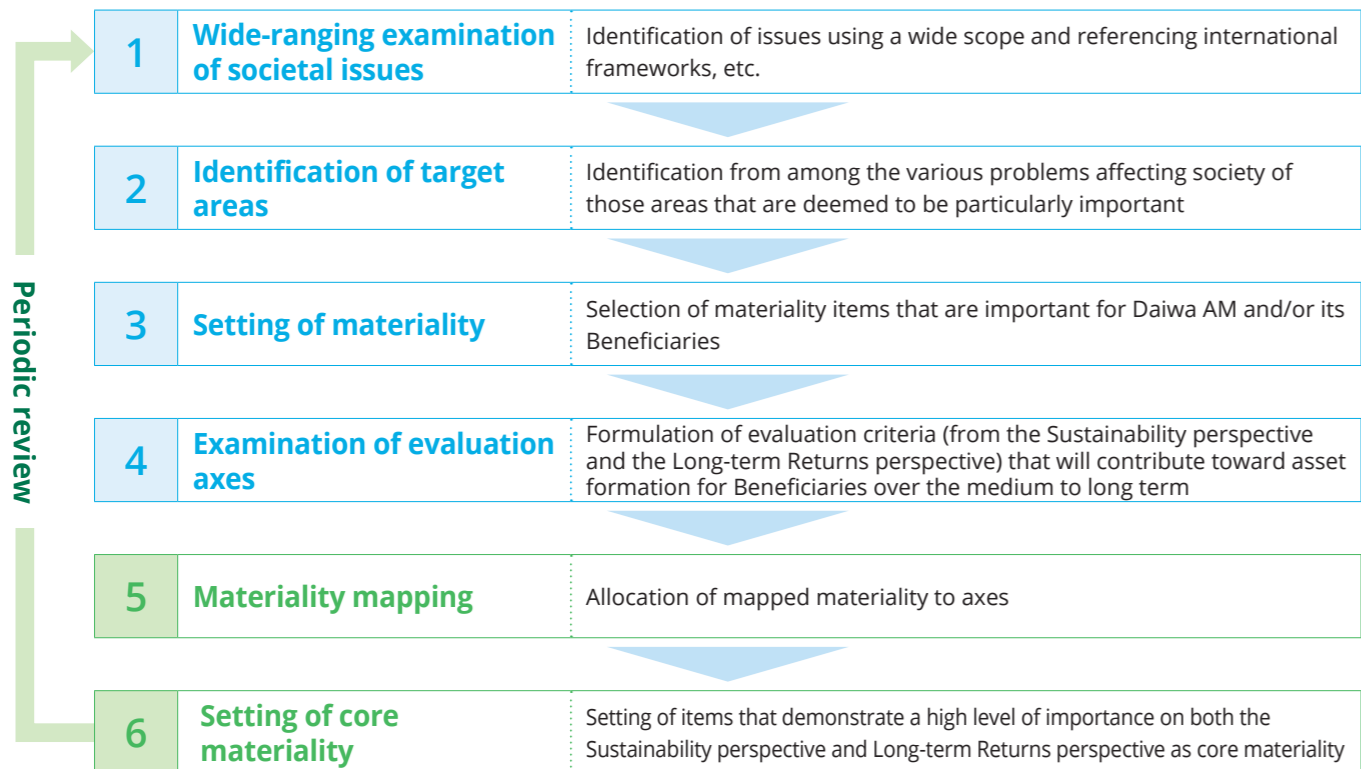 Periodic review
1
Wide-ranging examination
of societal issues
Identification of issues using a wide scope and referencing international
frameworks, etc.
2
Identification of target
areas
Identification from among the various problems affecting society of
those areas that are deemed to be particularly important
3
Setting of materiality
Selection of materiality items that are important for Daiwa AM and/or its
Beneficiaries
4
Examination of evaluation
axes
Formulation of evaluation criteria (from the Sustainability perspective
and the Long-term Returns perspective) that will contribute toward asset
formation for Beneficiaries over the medium to long term
5
Materiality mapping
Allocation of mapped materiality to axes
6
Setting of core
materiality
Setting of items that demonstrate a high level of importance on both the
Sustainability perspective and Long-term Returns perspective as core materiality